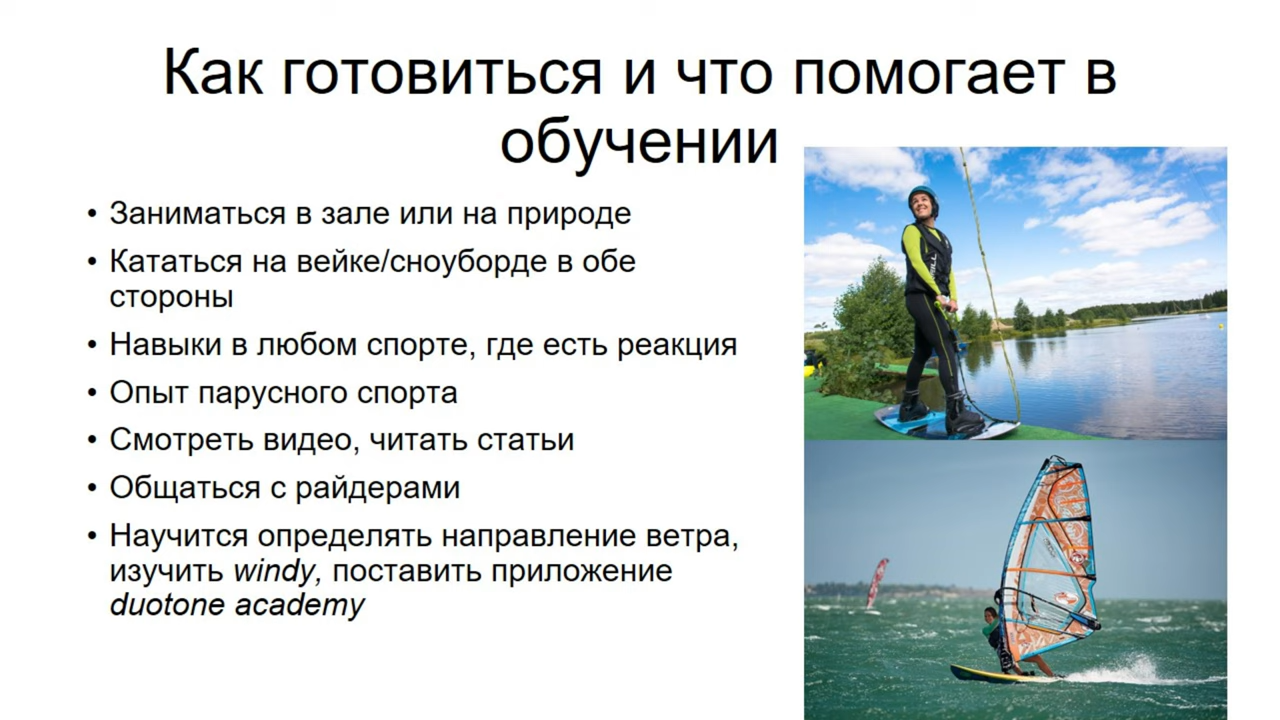 Как готовиться и что помогает в
обучении
• Заниматься в зале или на природе
• Кататься на вейке/сноуборде в обе
стороны
• Навыки в любом спорте, где есть реакция
• Опыт парусного спорта
• Смотреть видео, читать статьи
• Общаться с райдерами
• Научится определять направление ветра,
изучить windy, поставить приложение
duotone academy